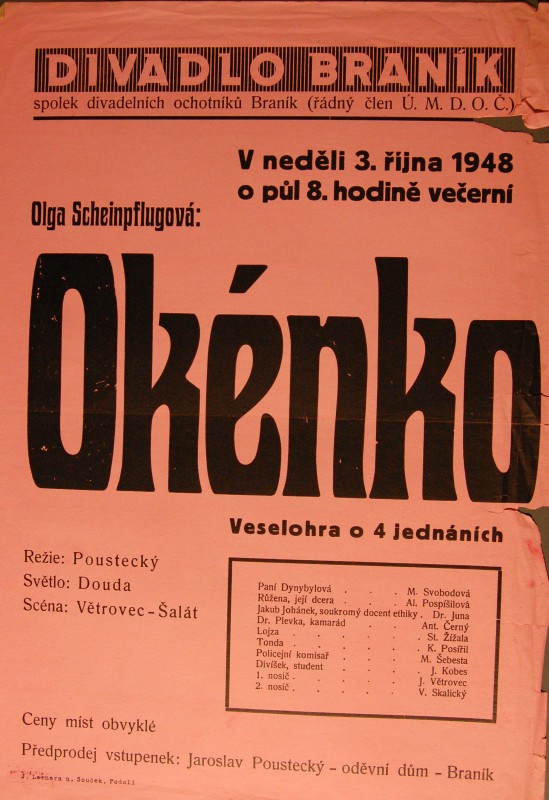 DIVADLO BRANÍK
spolek divadelních ochotníků Braník (řádný člen Ú. M. D. O. Č.)
V neděli 3. října 1948
o půl 8. hodině večerní
Olga Scheinpflugová:
Okénko
Veselohra o 4 jednáních
Režie: Poustecký
Světlo: Douda
Scéna: Větrovec - Šalát
Paní Dynybylová . . . M. Svobodová
Růžena, její dcera . . . Al. Pospíšilová
Jakub Johánek, soukromý docent ethiky . Dr. Juna
Dr. Plevka, kamarád . . . Ant. Černý
Lojza . . . . . St. Žížala
Tonda . . . . . K. Posířil
Policejní komisař . . . M. Šebesta
Divíšek, student . . . . J. Kobes
1. nosič . . . . . J. Větrovec
2. nosič . . . . . V. Skalický
Ceny míst obvyklé
Předprodej vstupenek: Jaroslav Poustecký - oděvní dům - Braník
n. Souček, Podolí